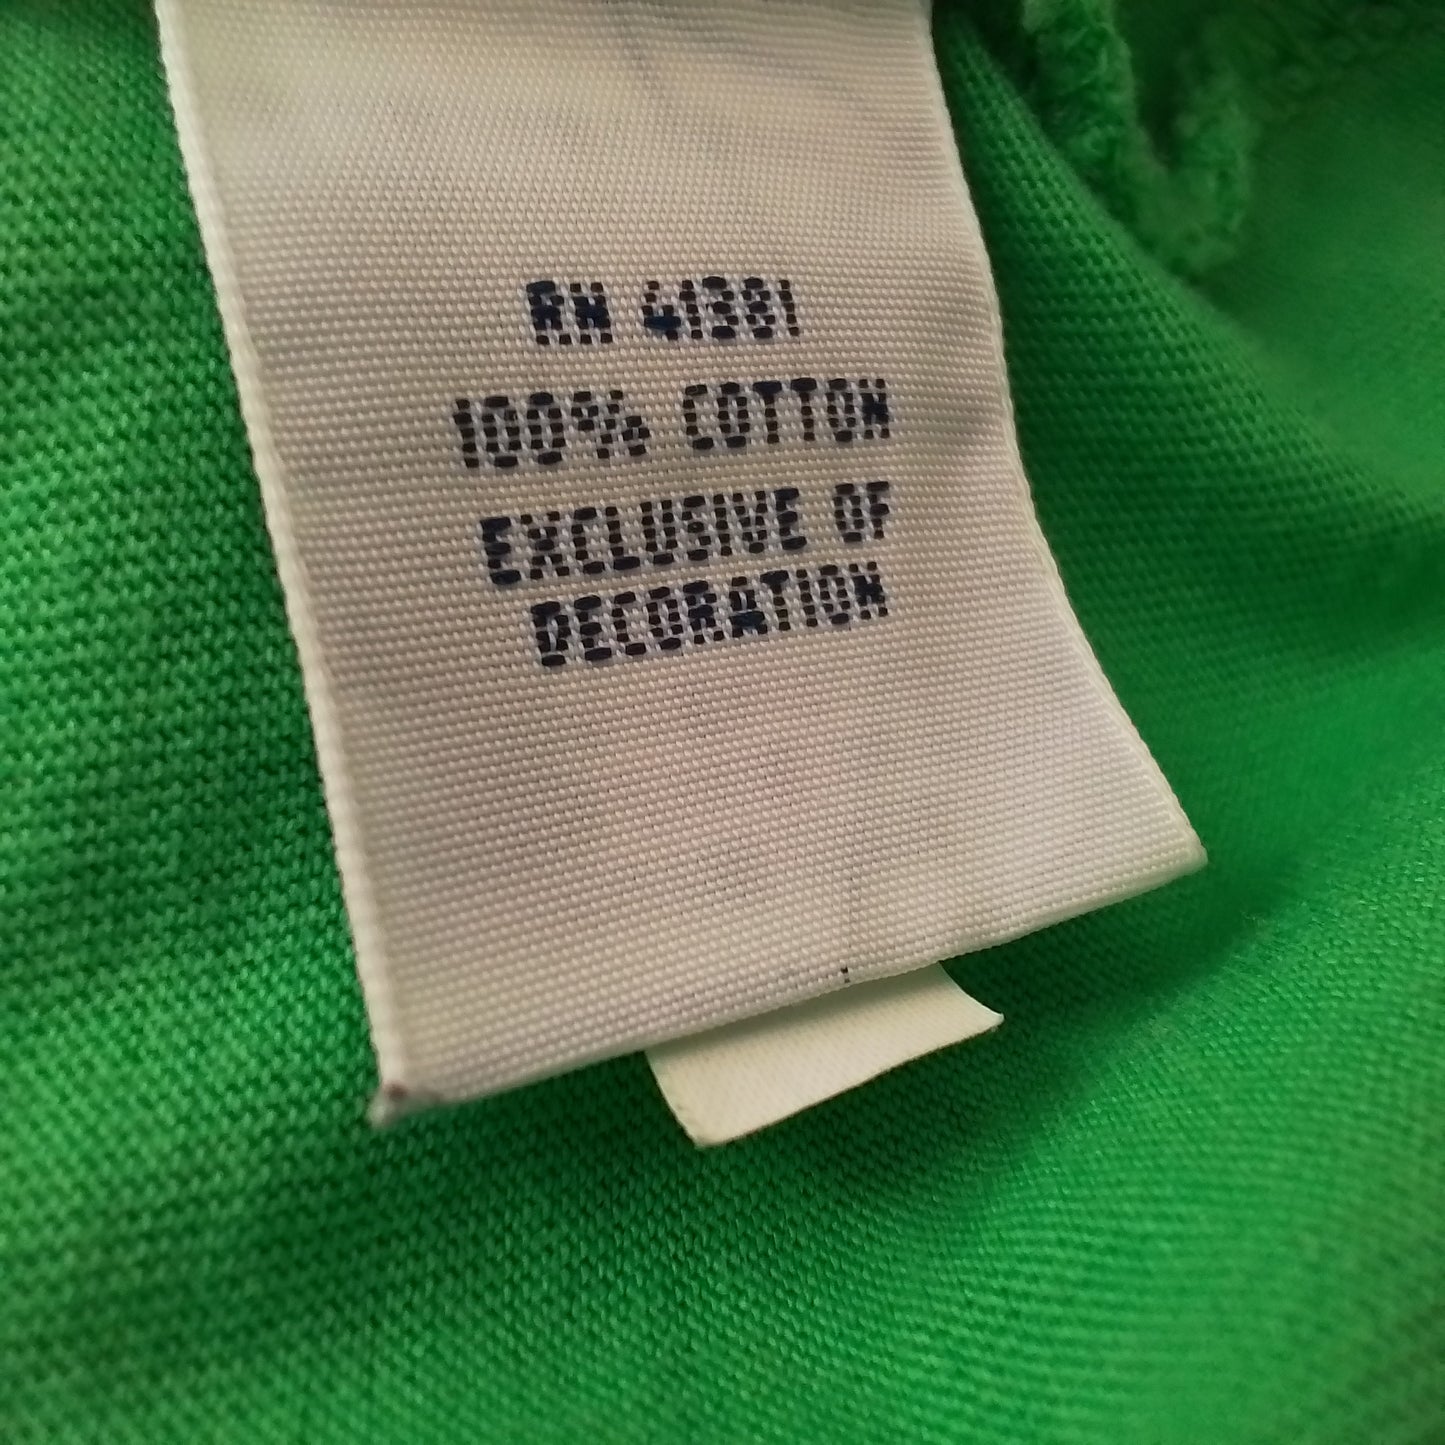 RN 41381
100% COTTON
EXCLUSIVE OF
DECORATION